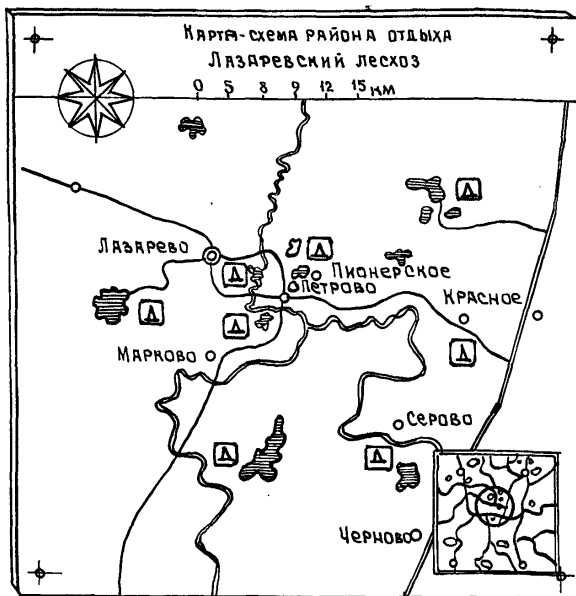 Карта-схема района отдыха
Лазаревский лесхоз
0 5 8 9 12 15 км
Лазарево
Д
Д
Пионерское
Д
Петрово
Красное
Д
Д
Марково
Д
Серово
Д
Д
Черново